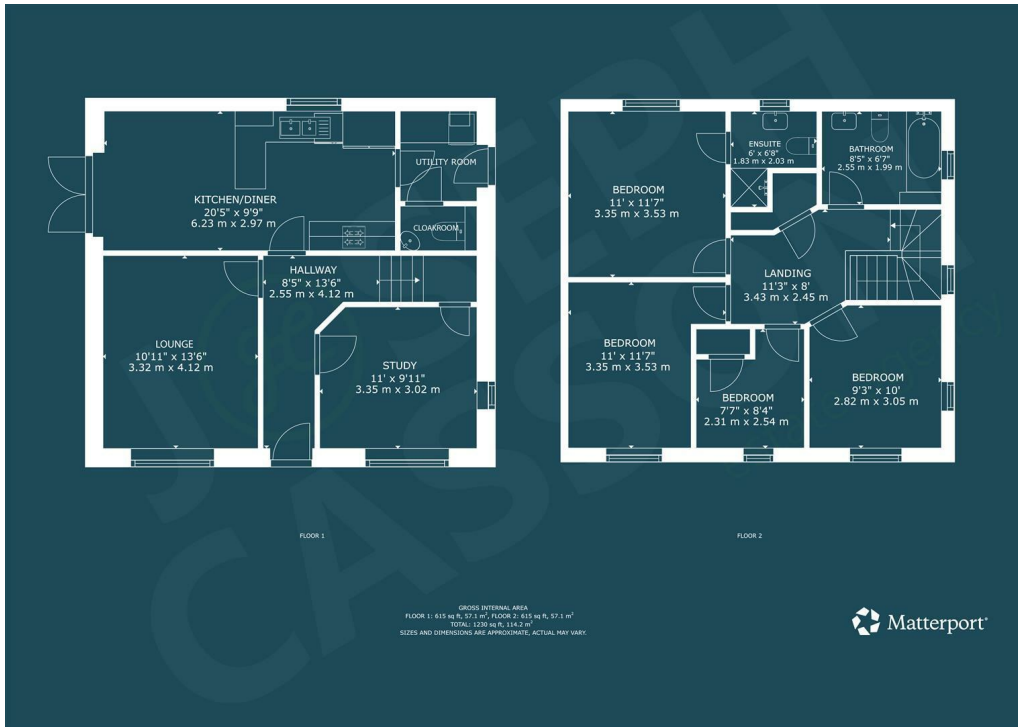 KITCHEN/DINER
20'5" x 9'9"
6.23 m x 2.97 m
UTILITY ROOM
CLOAKROOM
HALLWAY
8'5" x 13'6"
2.55 m x 4.12 m
LOUNGE
10'11" x 13'6"
3.32 m x 4.12 m
STUDY
11' x 9'11"
3.35 m x 3.02 m
FLOOR 1
BEDROOM
11' x 11'7"
3.35 m x 3.53 m
ENSUITE
6' x 6'8"
1.83 m x 2.03 m
BATHROOM
8'5" x 6'7"
2.55 m x 1.99 m
LANDING
11'3" x 8'
3.43 m x 2.45 m
BEDROOM
11' x 11'7"
3.35 m x 3.53 m
BEDROOM
7'7" x 8'4"
2.31 m x 2.54 m
BEDROOM
9'3" x 10'
2.82 m x 3.05 m
FLOOR 2
GROSS INTERNAL AREA
FLOOR 1: 615 sq ft, 57.1 m², FLOOR 2: 615 sq ft, 57.1 m²
TOTAL: 1230 sq ft, 114.2 m²
SIZES AND DIMENSIONS ARE APPROXIMATE, ACTUAL MAY VARY.
Matterport®
JOSEPH
CASSON